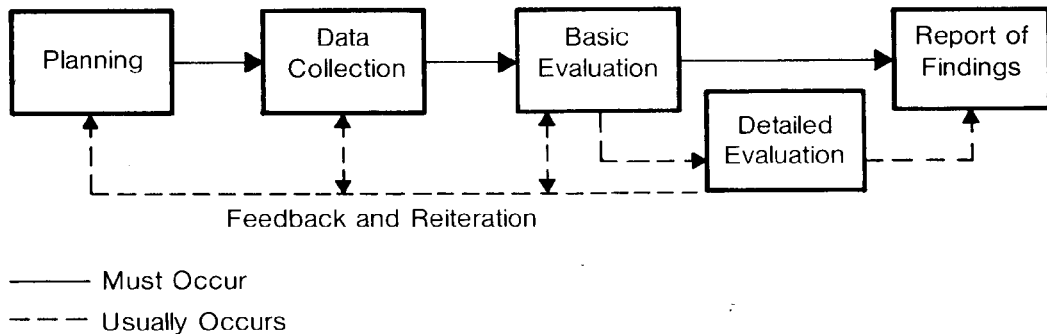 Planning
Data
Collection
Basic
Evaluation
Report of
Findings
Detailed
Evaluation
Feedback and Reiteration
Must Occur
Usually Occurs